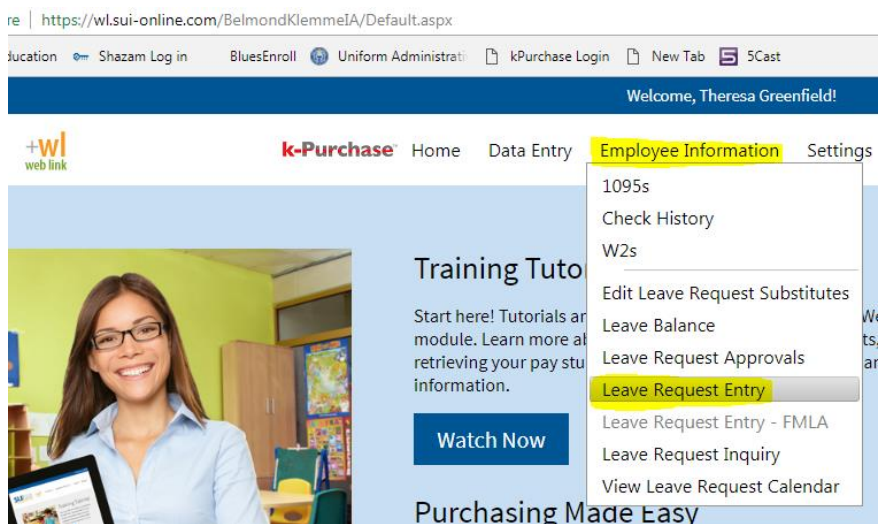 re | https://wl.sui-online.com/BelmondKlemmeIA/Default.aspx
ducation Shazam Log in BluesEnroll Uniform Administrati kPurchase Login New Tab 5Cast
Welcome, Theresa Greenfield!
+wl
web link
k-Purchase Home Data Entry Employee Information Settings
1095s
Check History
W2s
Training Tuto
Edit Leave Request Substitutes
Start here! Tutorials ar
We
Leave Balance
module. Learn more ab
ts,
Leave Request Approvals
retrieving your pay stu
ar
Leave Request Entry
information.
Leave Request Entry - FMLA
Watch Now
Leave Request Inquiry
View Leave Request Calendar
Purchasing Made Easy